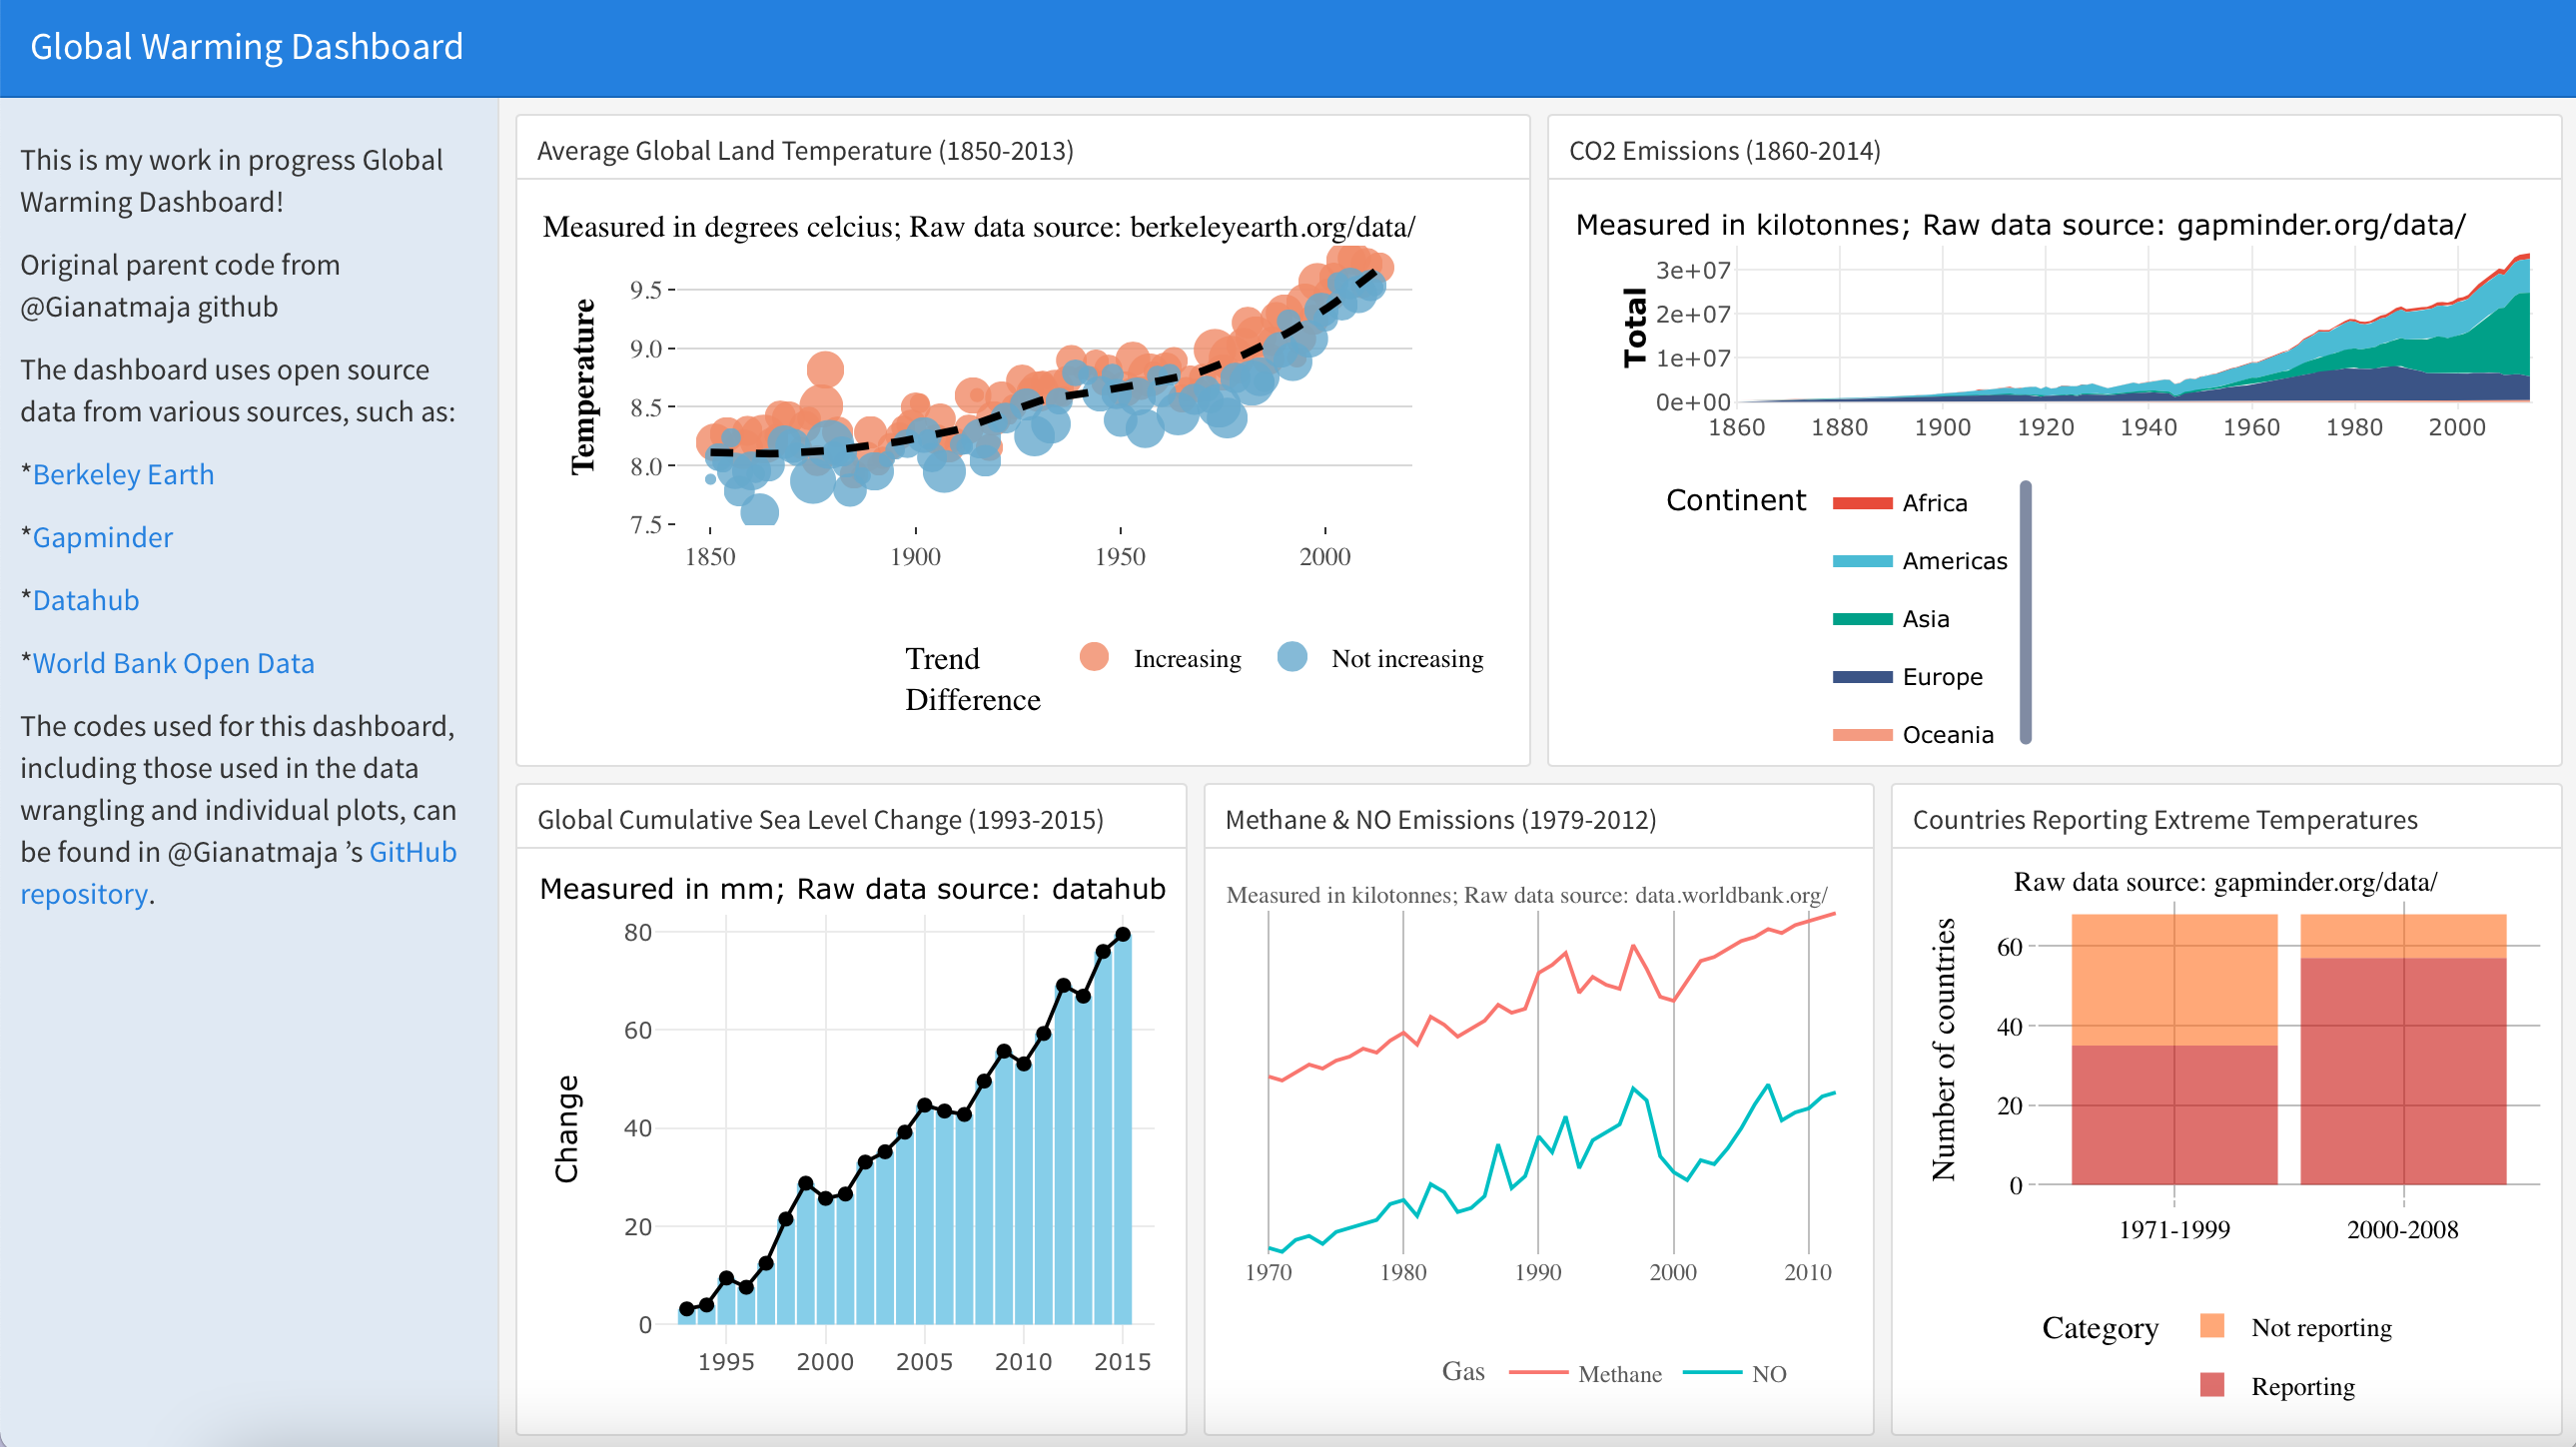 Global Warming Dashboard
This is my work in progress Global
Warming Dashboard!
Original parent code from
@Gianatmaja github
The dashboard uses open source
data from various sources, such as:
*Berkeley Earth
*Gapminder
*Datahub
*World Bank Open Data
The codes used for this dashboard,
including those used in the data
wrangling and individual plots, can
be found in @Gianatmaja ’s GitHub
repository.
Average Global Land Temperature (1850-2013)
Measured in degrees celcius; Raw data source: berkeleyearth.org/data/
Temperature
9.5
9.0
8.5
8.0
7.5
1850 1900 1950 2000
Trend
Difference
Increasing
Not increasing
CO2 Emissions (1860-2014)
Measured in kilotonnes; Raw data source: gapminder.org/data/
Total
3e+07
2e+07
1e+07
0e+00
1860 1880 1900 1920 1940 1960 1980 2000
Continent
Africa
Americas
Asia
Europe
Oceania
Global Cumulative Sea Level Change (1993-2015)
Measured in mm; Raw data source: datahub
Change
80
60
40
20
0
1995 2000 2005 2010 2015
Methane & NO Emissions (1979-2012)
Measured in kilotonnes; Raw data source: data.worldbank.org/
1970 1980 1990 2000 2010
Gas Methane NO
Countries Reporting Extreme Temperatures
Raw data source: gapminder.org/data/
Number of countries
60
40
20
0
1971-1999 2000-2008
Category
Not reporting
Reporting